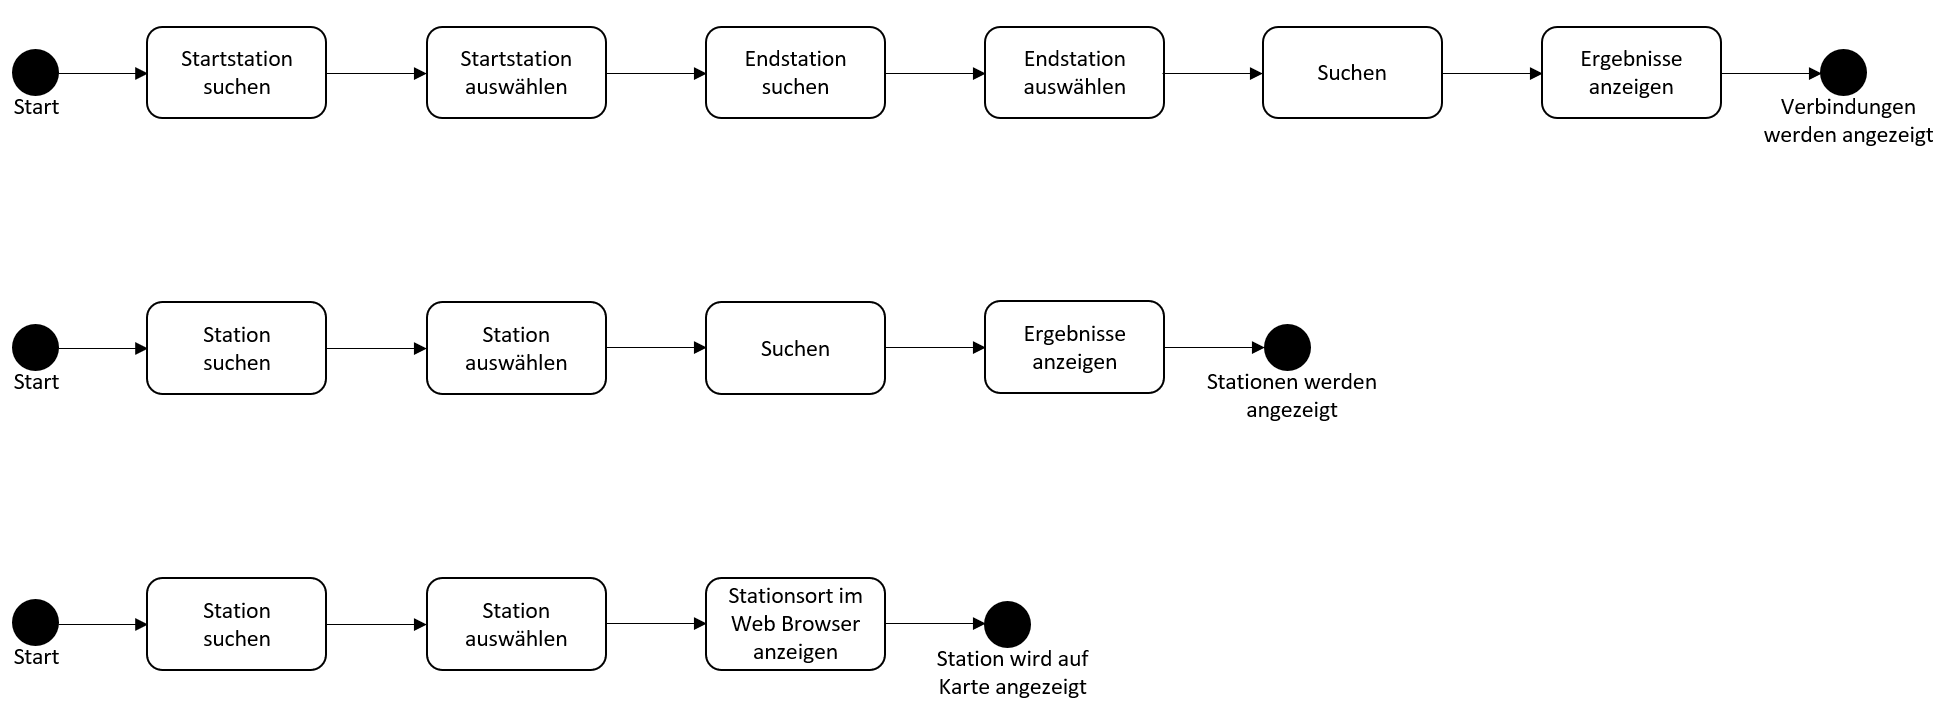 Start
Startstation
suchen
Startstation
auswählen
Endstation
suchen
Endstation
auswählen
Suchen
Ergebnisse
anzeigen
Verbindungen
werden angezeigt
Start
Station
suchen
Station
auswählen
Suchen
Ergebnisse
anzeigen
Stationen werden
angezeigt
Start
Station
suchen
Station
auswählen
Stationsort im
Web Browser
anzeigen
Station wird auf
Karte angezeigt